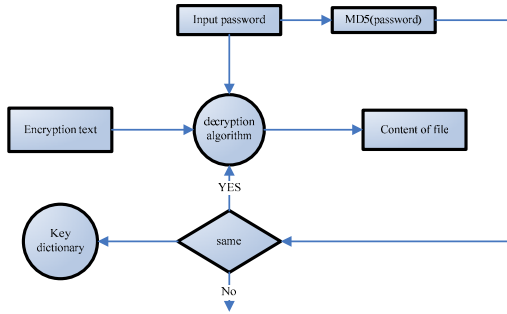 Input password
MD5(password)
Encryption text
decryption
algorithm
Content of file
YES
Key
dictionary
same
No